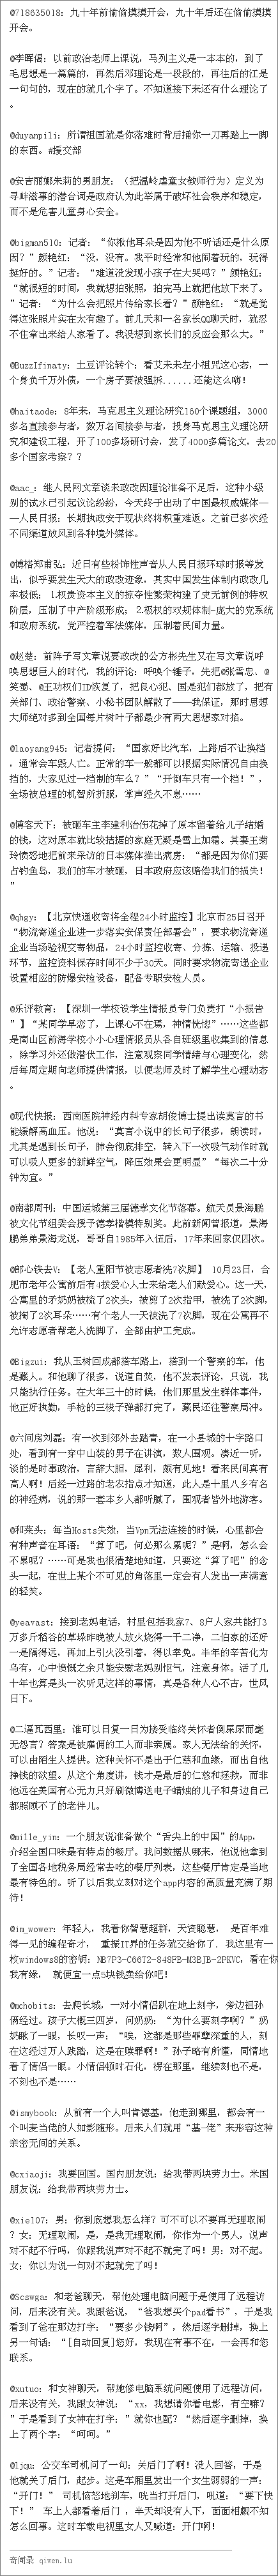 @718635018：九十年前偷偷摸摸开会，九十年后还在偷偷摸摸
开会。
@李晖偈：以前政治老师上课说，马列主义是一本本的，到了
毛思想是一篇篇的，再然后邓理论是一段段的，再往后的江是
一句句的，现在的就几个字了。不知道接下来还有什么理论了
。
@duyanpili：所谓祖国就是你落难时背后捅你一刀再踏上一脚
的东西。#援交部
@安吉丽娜朱莉的男朋友：（把温岭虐童女教师行为）定义为
寻衅滋事的潜台词是政府认为此举属于破坏社会秩序和稳定，
而不是危害儿童身心安全。
@bigman510：记者：“你揪他耳朵是因为他不听话还是什么原
因？”颜艳红：“没，没有。我平时经常和他闹着玩的，玩得
挺好的。”记者：“难道没发现小孩子在大哭吗？”颜艳红：
“就很短的时间，我就想拍张照，拍完马上就把他放下来了。
”记者：“为什么会把照片传给家长看？”颜艳红：“就是觉
得这张照片实在太有趣了。前几天和一名家长QQ聊天时，就忍
不住拿出来给人家看了。我没想到家长们的反应会那么大。”
@BuzzIfinaty：土豆评论转个：看艾未未左小祖咒这心态，一
个身负千万外债，一个房子要被强拆......还能这么嗨！
@haitaode：8年来，马克思主义理论研究160个课题组，3000
多名直接参与者，数万名间接参与者，投身马克思主义理论研
究和建设工程，开了100多场研讨会，发了4000多篇论文，去20
多个国家考察？？
@aac_：继人民网文章谈未政改因理论准备不足后，这种小级
别的试水已引起议论纷纷，今天终于出动了中国最权威媒体—
—人民日报：长期执政安于现状终将积重难返。之前已多次经
不同渠道放风到各种境外媒体。
@博格郑甫弘：近日有些粉饰性声音从人民日报环球时报等发
出，似乎要发生天大的政改迹象，其实中国发生体制内政改几
率很低： 1.权贵资本主义的掠夺性繁荣构建了史无前例的特权
阶层，压制了中产阶级形成； 2.极权的双规体制-庞大的党系统
和政府系统，党严控着军法媒体，压制着民间力量。
@赵楚：前阵子写文章说要政改的公方彬先生又在写文章说呼
唤思想巨人的时代，我的评论：呼唤个锤子，先把@张雪忠、@
笑蜀、@王功权们ID恢复了，把良心犯、国是犯们都放了，把有
关部门、政治警察、小秘书团队解散了——我保证，那时思想
大师绝对多到全国每片树叶子都最少有两大思想家对掐。
@laoyang945：记者提问：“国家好比汽车，上路后不让换挡
，通常会车毁人亡。正常的车一般都可以根据实际情况自由换
挡的，大家见过一档制的车么？”“开倒车只有一个档！”，
全场被总理的机智所折服，掌声经久不息……
@博客天下：被砸车主李建利治伤花掉了原本留着给儿子结婚
的钱，这对原本就比较拮据的家庭无疑是雪上加霜。其妻王菊
玲愤怒地把前来采访的日本媒体推出病房：“都是因为你们要
占钓鱼岛，我们的车才被砸，日本政府应该赔偿我们的损失！
”
@qhgy：【北京快递收寄将全程24小时监控】北京市25日召开
“物流寄递企业进一步落实安保责任部署会”，要求物流寄递
企业当场验视交寄物品，24小时监控收寄、分拣、运输、投递
环节，监控资料保存时间不少于30天。同时要求物流寄递企业
设置相应的防爆安检设备，配备专职安检人员。
@乐评教育：【深圳一学校设学生情报员专门负责打“小报告
”】“某同学早恋了，上课心不在焉，神情恍惚”……这些都
是南山区前海学校小小心理情报员从各自班级里收集到的信息
，除学习外还做潜伏工作，注意观察同学情绪与心理变化，然
后每周定期向老师提供情报，以便老师及时了解学生心理动态
。
@现代快报：西南医院神经内科专家胡俊博士提出读莫言的书
能缓解高血压。他说：“莫言小说中的长句子很多，朗读时，
尤其是遇到长句子，肺会彻底排空，转入下一次吸气动作时就
可以吸入更多的新鲜空气，降压效果会更明显”“每次二十分
钟为宜。”
@南都周刊：中国运城第三届德孝文化节落幕。航天员景海鹏
被文化节组委会授予德孝楷模特别奖。此前新闻曾报道，景海
鹏弟弟景海龙说，哥哥自1985年入伍后，17年来回家仅四次。
@郎心铁去V：【老人重阳节被志愿者洗7次脚】 10月23日，合
肥市老年公寓前后有4拨爱心人士来给老人们献爱心。这一天，
公寓里的矛奶奶被梳了2次头，被剪了2次指甲，被洗了2次脚，
被掏了2次耳朵……有个老人一天被洗了7次脚，现在公寓再不
允许志愿者帮老人洗脚了，全部由护工完成。
@Bigzui：我从玉树回成都搭车路上，搭到一个警察的车，他
是藏人。和他聊了很多，说道自焚，他不发表评论，只说，我
只能执行任务。在大年三十的时候，他们那里发生群体事件，
他正好执勤，手枪的三梭子弹都打完了，藏民还往警察局冲。
@六间房刘磊：有一次到郊外去踏青，在一小县城的十字路口
处，看到有一穿中山装的男子在讲演，数人围观。凑近一听，
谈的是时事政治，言辞大胆，犀利，颇有见地！看来民间真有
高人啊！后经一过路的老农指点才知道，此人是十里八乡有名
的神经病，说的那一套本乡人都听腻了，围观者皆外地游客。
@和菜头：每当Hosts失效，当Vpn无法连接的时候，心里都会
有种声音在耳语：“算了吧，何必那么累呢？”是啊，怎么会
不累呢？……可是我也很清楚地知道，只要“算了吧”的念
头一起，在世上某个不可见的角落里一定会有人发出一声满意
的轻笑。
@yeavast：接到老妈电话，村里包括我家7、8户人家共能打3
万多斤稻谷的草垛昨晚被人放火烧得一干二净，二伯家的还好
一是隔得远，再加上引火没引着，得以幸免。半年的辛苦化为
乌有，心中愤慨之余只能安慰老妈别怄气，注意身体。活了几
十年也算是头一次听见这样的事情，真是各种人心不古，世风
日下。
@二逼瓦西里：谁可以日复一日为接受临终关怀者倒屎尿而毫
无怨言？答案是被雇佣的工人而非亲属。家人无法给的关怀，
可以由陌生人提供。这种关怀不是出于仁慈和血缘，而出自他
挣钱的欲望。从这个角度讲，钱才是最后的仁慈和拯救，而非
他远在美国有心无力只好刷微博送电子蜡烛的儿子和身边自己
都照顾不了的老伴儿。
@mille_yin：一个朋友说准备做个“舌尖上的中国”的App，
介绍全国口味最有特点的餐厅。我问数据从哪来，他说他拿到
了全国各地税务局经常去吃的餐厅列表，这些餐厅肯定是当地
最有特色的。听了以后我立刻对这个app内容的高质量充满了期
待！
@im_wower：年轻人，我看你智慧超群，天资聪慧， 是百年难
得一见的编程奇才， 重振IT界的任务就交给你了．我这里有一
枚windows8的密钥：NB7P3-C66T2-848FB-M3BJB-2PKVC，看在你
我有缘， 就便宜一点5块钱卖给你吧！
@mchobits：去爬长城，一对小情侣趴在地上刻字，旁边祖孙
俩经过。孩子大概三四岁，问奶奶：“为什么要刻字啊？”奶
奶瞅了一眼，长叹一声：“唉，这都是那些罪孽深重的人，刻
在这经过万人践踏，这是在赎罪啊！”孙子略有所懂，同情地
看了情侣一眼。小情侣顿时石化，楞在那里，继续刻也不是，
不刻也不是……
@ismybook：从前有一个人叫肯德基，他走到哪里，都会有一
个叫麦当佬的人如影随形。后来人们就用“基-佬”来形容这种
亲密无间的关系。
@cxiaoji：我要回国。国内朋友说：给我带两块劳力士。米国
朋友说：给我带两块劳力士。
@xie107：男：你到底想我怎么样？可不可以不要再无理取闹
？女：无理取闹，是，是我无理取闹，你作为一个男人，说声
对不起不行吗，你跟我说声对不起不就完了吗！男：对不起。
女：你以为说一句对不起就完了吗！
@Scswga：和老爸聊天，帮他处理电脑问题于是使用了远程访
问，后来没有关。我跟爸说，“爸我想买个pad看书”，于是我
看到了爸在那边打字：“要多少钱啊”，然后逐字删掉，换上
另一句话：“[自动回复]您好，我现在有事不在，一会再和您
联系。
@xutuo：和女神聊天，帮她修电脑系统问题使用了远程访问，
后来没有关，我跟女神说：“xx，我想请你看电影，有空嘛？
”于是看到了女神在打字：”就你也配？“然后逐字删掉，换上
了两个字：“呵呵。”
@ljqu：公交车司机问了一句：关后门了啊！没人回答，于是
他就关了后门，起步。这是车厢里发出一个女生弱弱的一声：
“开门！” 司机恼怒地刹车，吭当打开后门，吼道：“要下快
下！” 车上人都看着后门 ，半天却没有人下，面面相觑不知
怎么回事。这时车载电视里女人又喊道：开门啊！
奇闻录 qiwen.lu